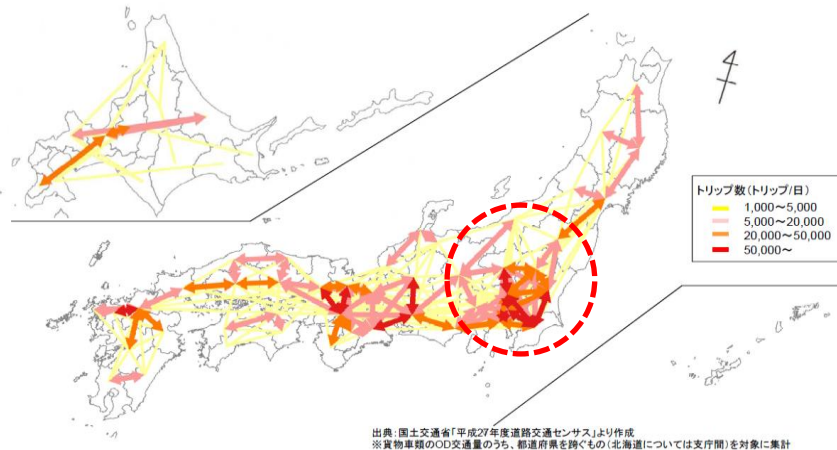 トリップ数(トリップ/日)
1,000～5,000
5,000～20,000
20,000～50,000
50,000～
出典:国土交通省「平成27年度道路交通センサス」より作成
※貨物車類のOD交通量のうち、都道府県を跨ぐもの(北海道については支庁間)を対象に集計